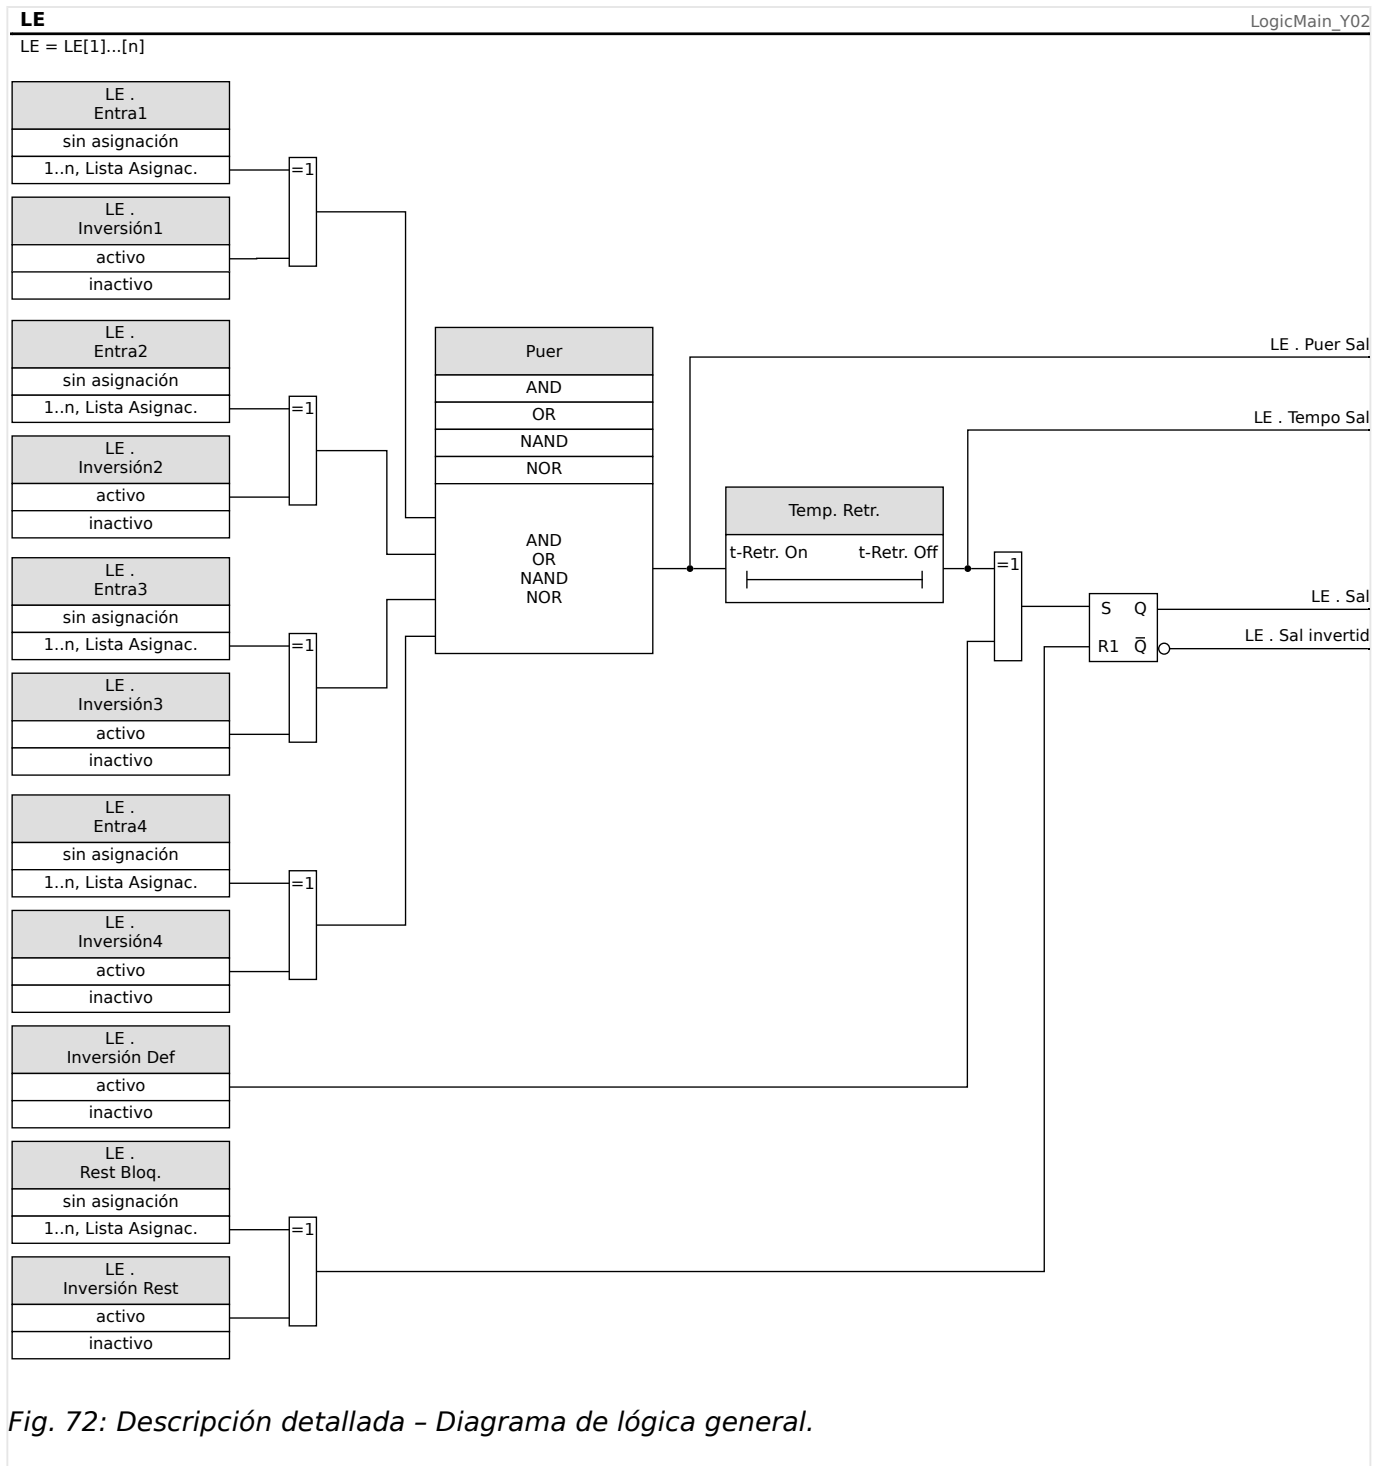 LE
LogicMain_Y02
LE = LE[1]...[n]
LE .
Entra1
sin asignación
1..n, Lista Asignac.
=1
LE .
Inversión1
activo
inactivo
LE .
Entra2
sin asignación
1..n, Lista Asignac.
=1
LE .
Inversión2
activo
inactivo
LE .
Entra3
sin asignación
1..n, Lista Asignac.
=1
LE .
Inversión3
activo
inactivo
LE .
Entra4
sin asignación
1..n, Lista Asignac.
=1
LE .
Inversión4
activo
inactivo
LE .
Inversión Def
activo
inactivo
LE .
Rest Bloq.
sin asignación
1..n, Lista Asignac.
=1
LE .
Inversión Rest
activo
inactivo
Puer
AND
OR
NAND
NOR
AND
OR
NAND
NOR
Temp. Retr.
t-Retr. On t-Retr. Off
=1
S Q
R1 Q̅
LE . Puer Sal
LE . Tempo Sal
LE . Sal
LE . Sal invertid
Fig. 72: Descripción detallada – Diagrama de lógica general.